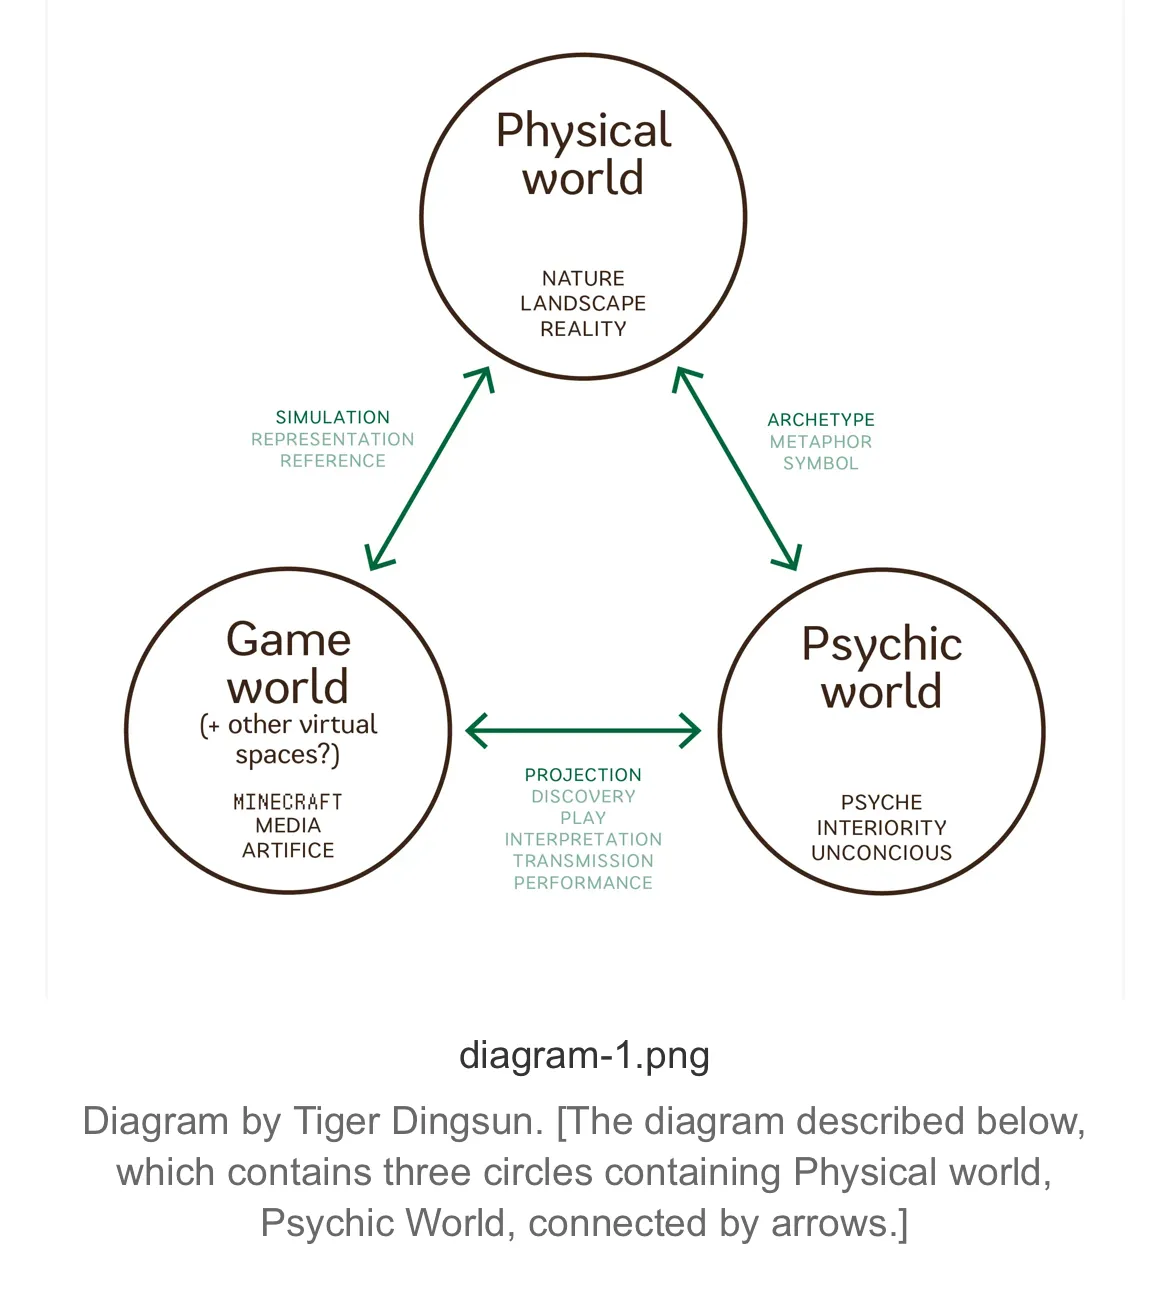 Physical
world
NATURE
LANDSCAPE
REALITY
SIMULATION
REPRESENTATION
REFERENCE
ARCHETYPE
METAPHOR
SYMBOL
Game
world
(+ other virtual
spaces?)
MINECRAFT
MEDIA
ARTIFICE
PROJECTION
DISCOVERY
PLAY
INTERPRETATION
TRANSMISSION
PERFORMANCE
Psychic
world
PSYCHE
INTERIORITY
UNCONCIOUS
diagram-1.png
Diagram by Tiger Dingsun. [The diagram described below,
which contains three circles containing Physical world,
Psychic World, connected by arrows.]